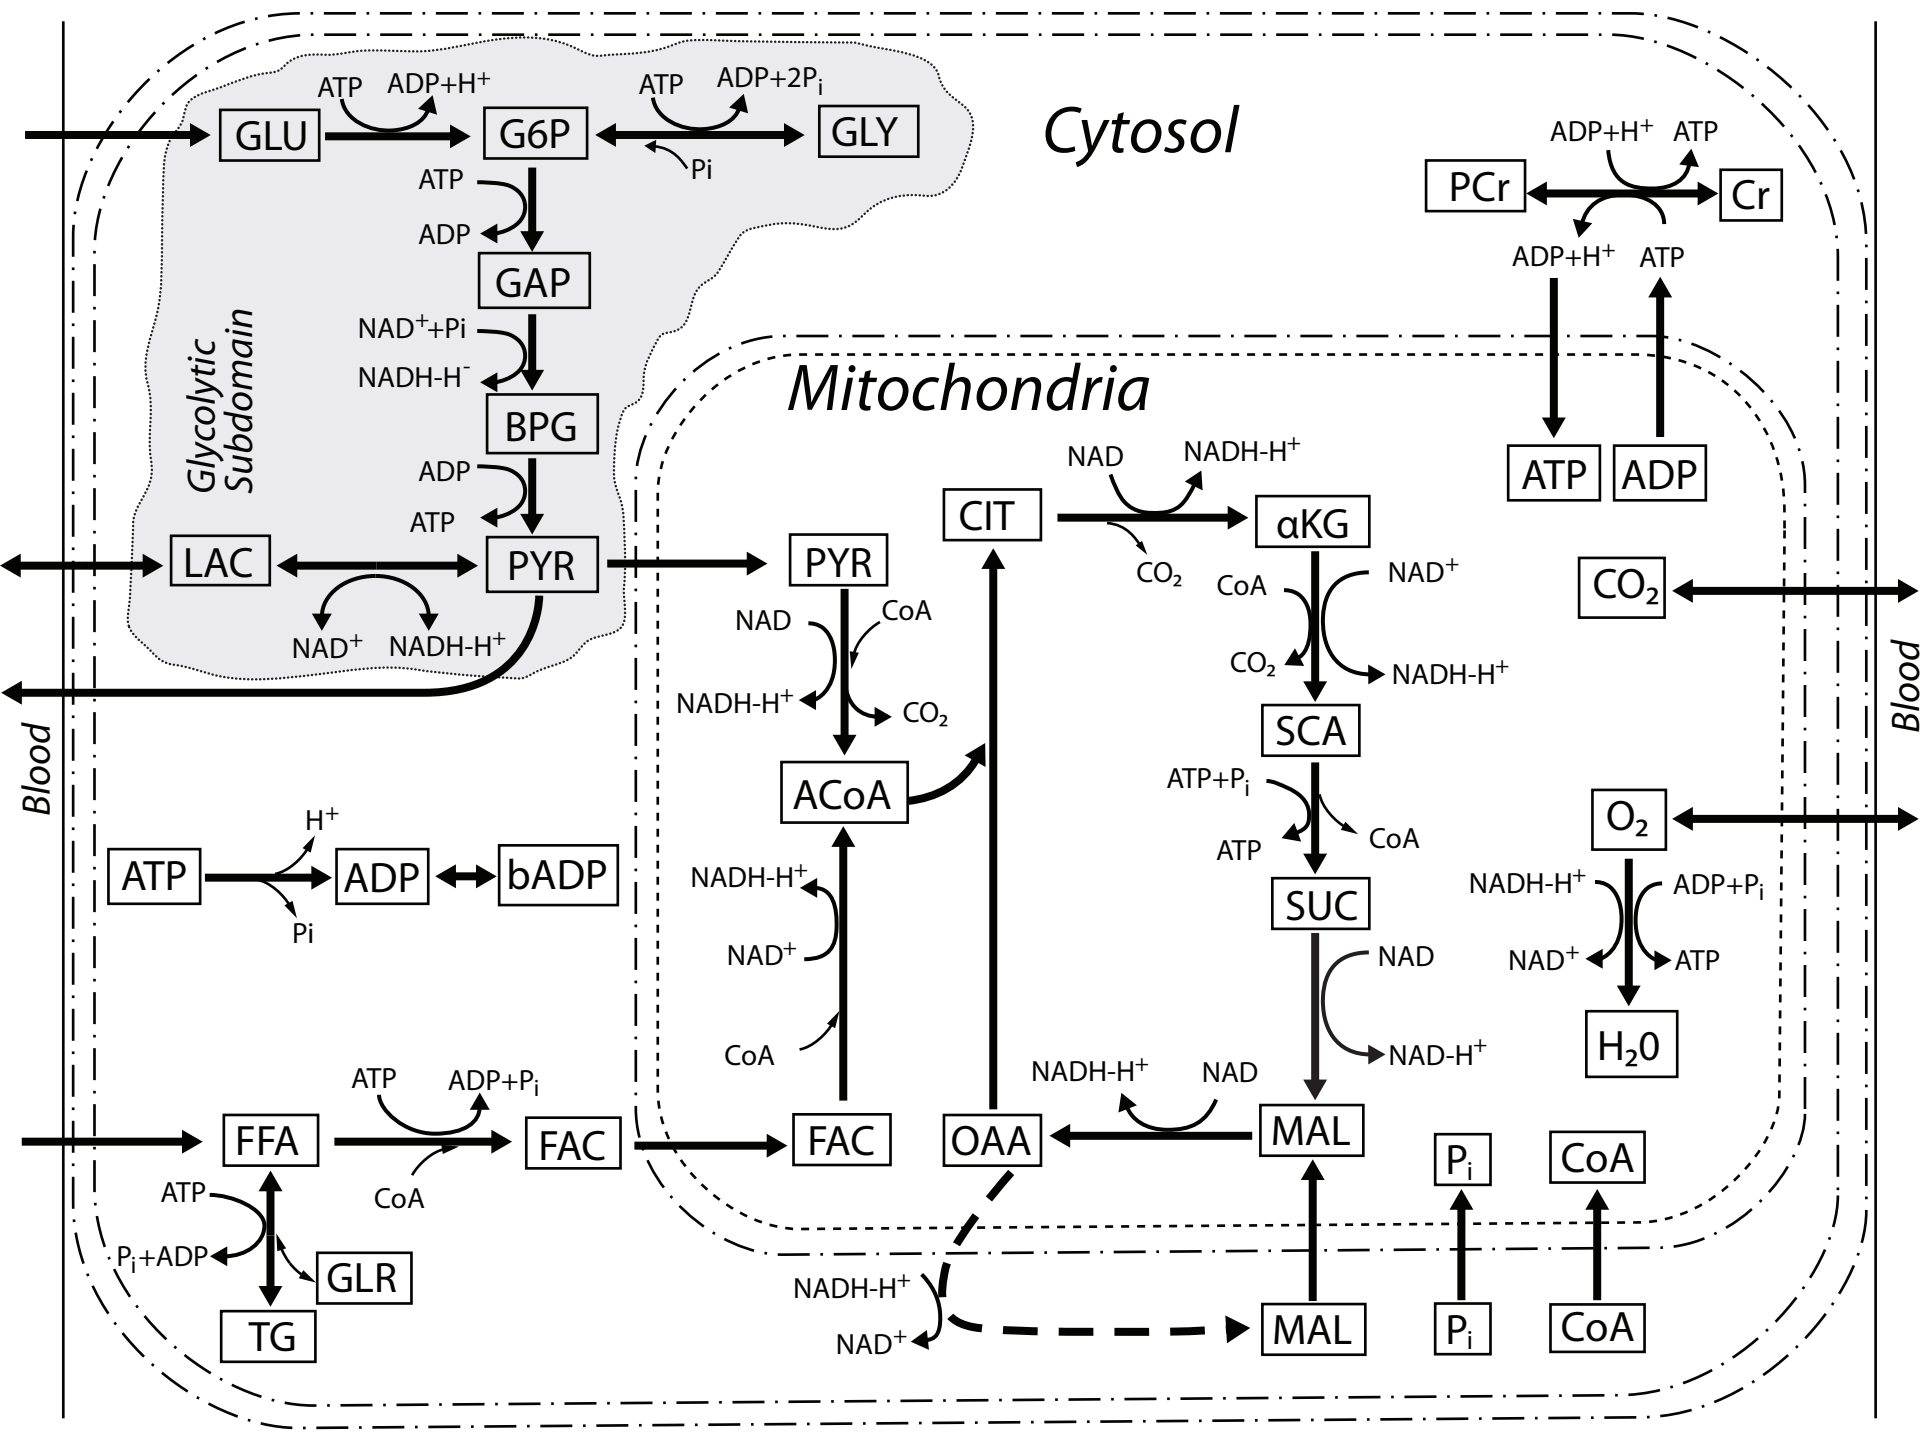 Cytosol
Mitochondria
Glycolytic
Subdomain
Blood
Blood
ATP
ADP+H⁺
GLU
G6P
ATP
ADP+2Pᵢ
GLY
Pi
ATP
ADP
GAP
NAD⁺+Pi
NADH-H⁻
BPG
ADP
ATP
LAC
PYR
NAD⁺
NADH-H⁺
ADP+H⁺
ATP
PCr
Cr
ADP+H⁺
ATP
ATP
ADP
PYR
NAD
CoA
NADH-H⁺
CO₂
ACoA
NADH-H⁺
NAD⁺
CoA
FAC
CIT
NAD
NADH-H⁺
CO₂
αKG
CoA
NAD⁺
CO₂
NADH-H⁺
SCA
ATP+Pᵢ
ATP
CoA
SUC
NAD
NAD-H⁺
MAL
NADH-H⁺
NAD
OAA
NADH-H⁺
NAD⁺
MAL
CO₂
O₂
NADH-H⁺
ADP+Pᵢ
NAD⁺
ATP
H₂0
Pᵢ
CoA
Pᵢ
CoA
ATP
H⁺
Pi
ADP
bADP
FFA
ATP
ADP+Pᵢ
CoA
FAC
ATP
Pᵢ+ADP
GLR
TG